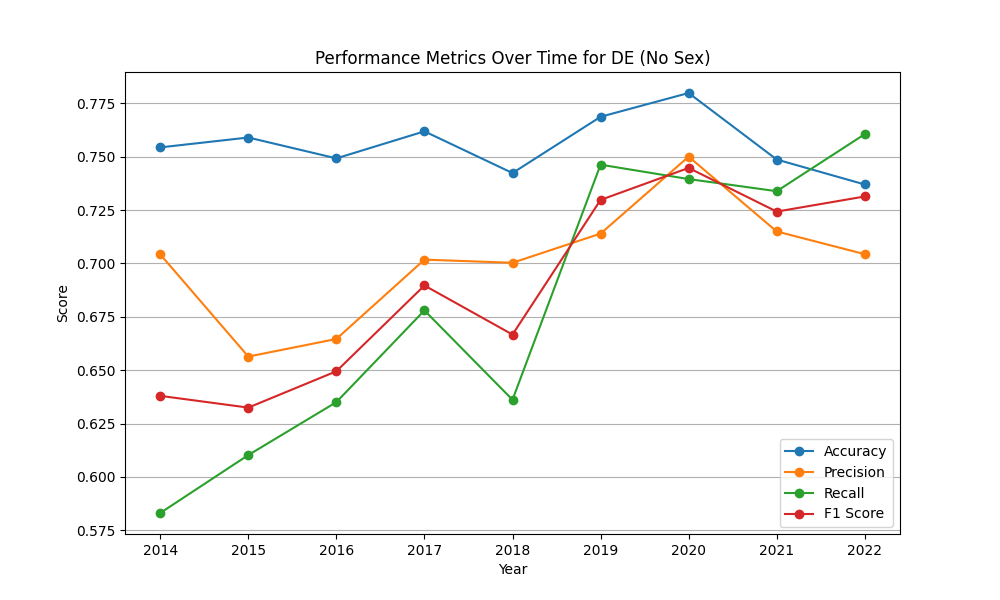 Performance Metrics Over Time for DE (No Sex)
0.775
0.750
0.725
0.700
0.675
0.650
0.625
0.600
0.575
Score
2014 2015 2016 2017 2018 2019 2020 2021 2022
Year
Accuracy
Precision
Recall
F1 Score